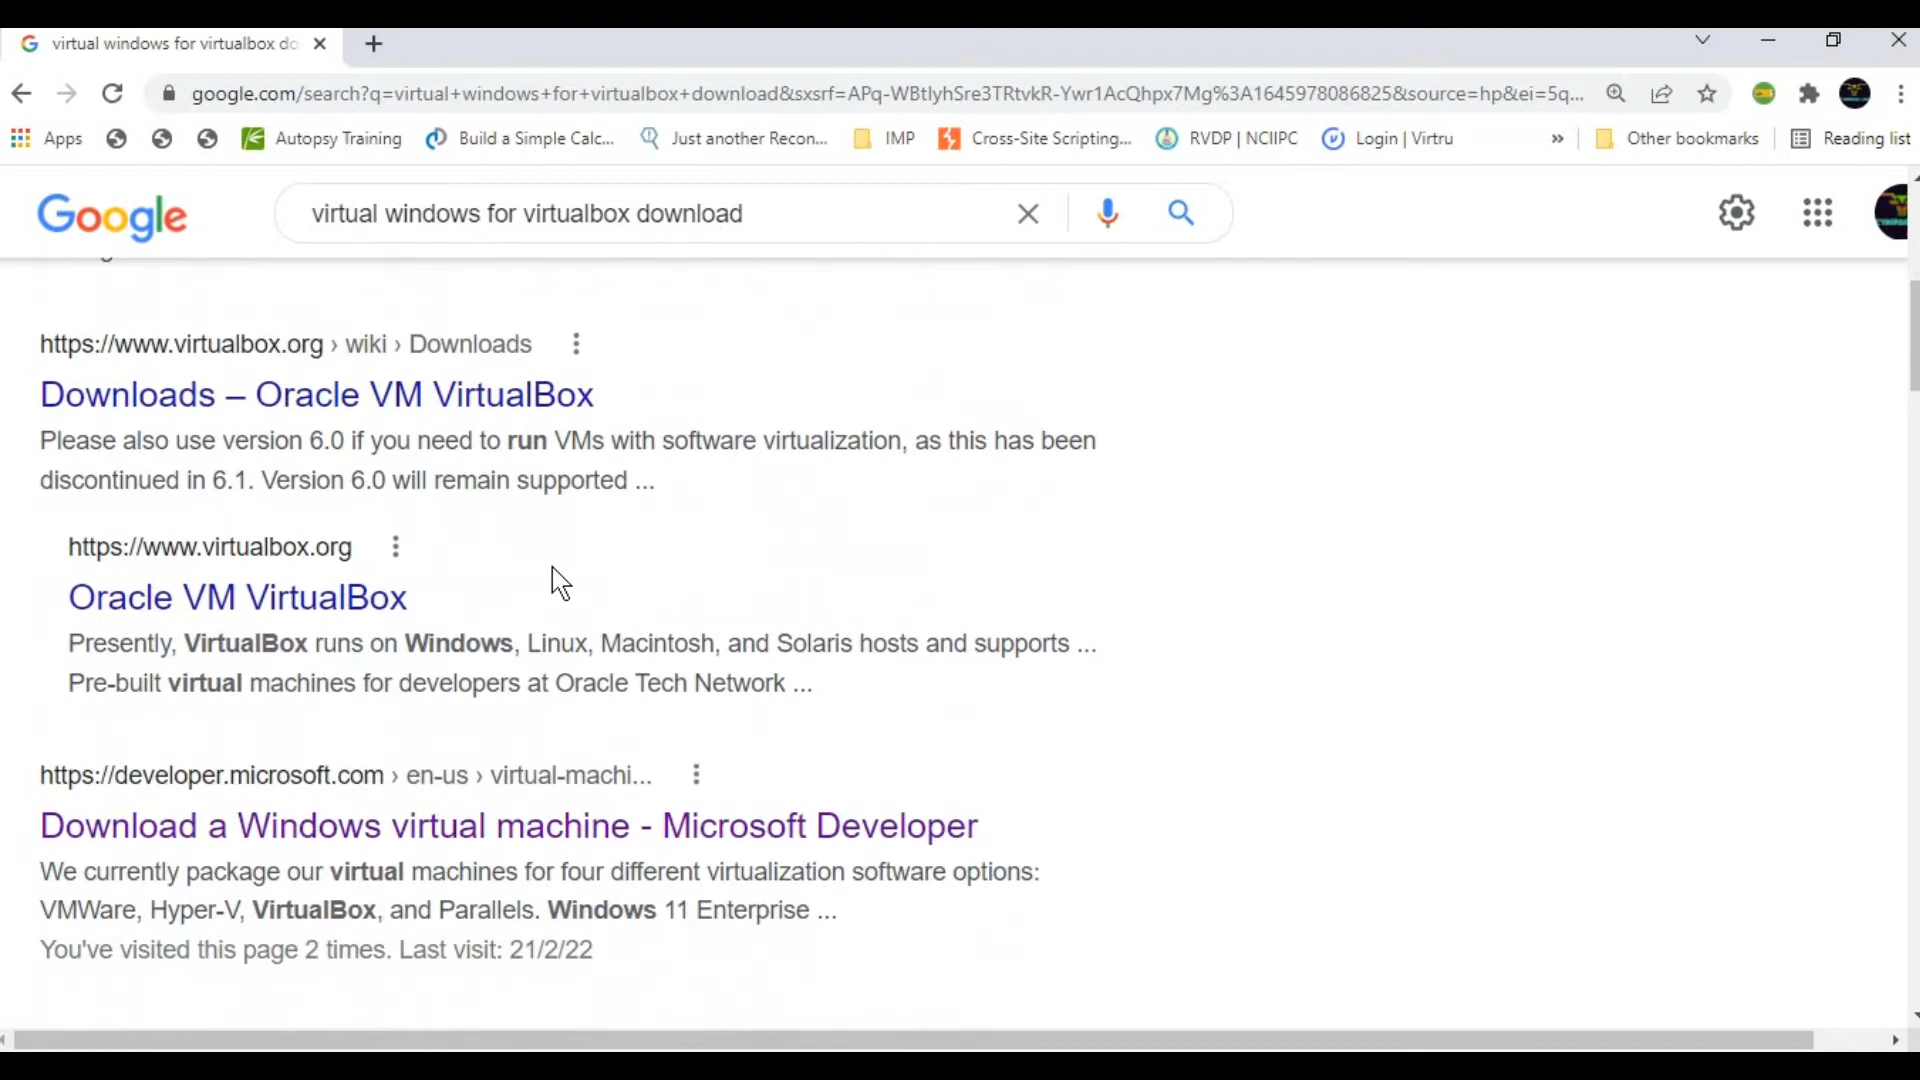 virtual windows for virtualbox do
google.com/search?q=virtual+windows+for+virtualbox+download&sxsrf=APq-WBtlyhSre3TRtvkR-Ywr1AcQhpx7Mg%3A1645978086825&source=hp&ei=5q...
Apps Autopsy Training Build a Simple Calc... Just another Recon... IMP Cross-Site Scripting... RVDP | NCIIPC Login | Virtru » Other bookmarks Reading list
Google virtual windows for virtualbox download
https://www.virtualbox.org › wiki › Downloads
Downloads – Oracle VM VirtualBox
Please also use version 6.0 if you need to run VMs with software virtualization, as this has been
discontinued in 6.1. Version 6.0 will remain supported ...
https://www.virtualbox.org
Oracle VM VirtualBox
Presently, VirtualBox runs on Windows, Linux, Macintosh, and Solaris hosts and supports ...
Pre-built virtual machines for developers at Oracle Tech Network ...
https://developer.microsoft.com › en-us › virtual-machi...
Download a Windows virtual machine - Microsoft Developer
We currently package our virtual machines for four different virtualization software options:
VMWare, Hyper-V, VirtualBox, and Parallels. Windows 11 Enterprise ...
You've visited this page 2 times. Last visit: 21/2/22